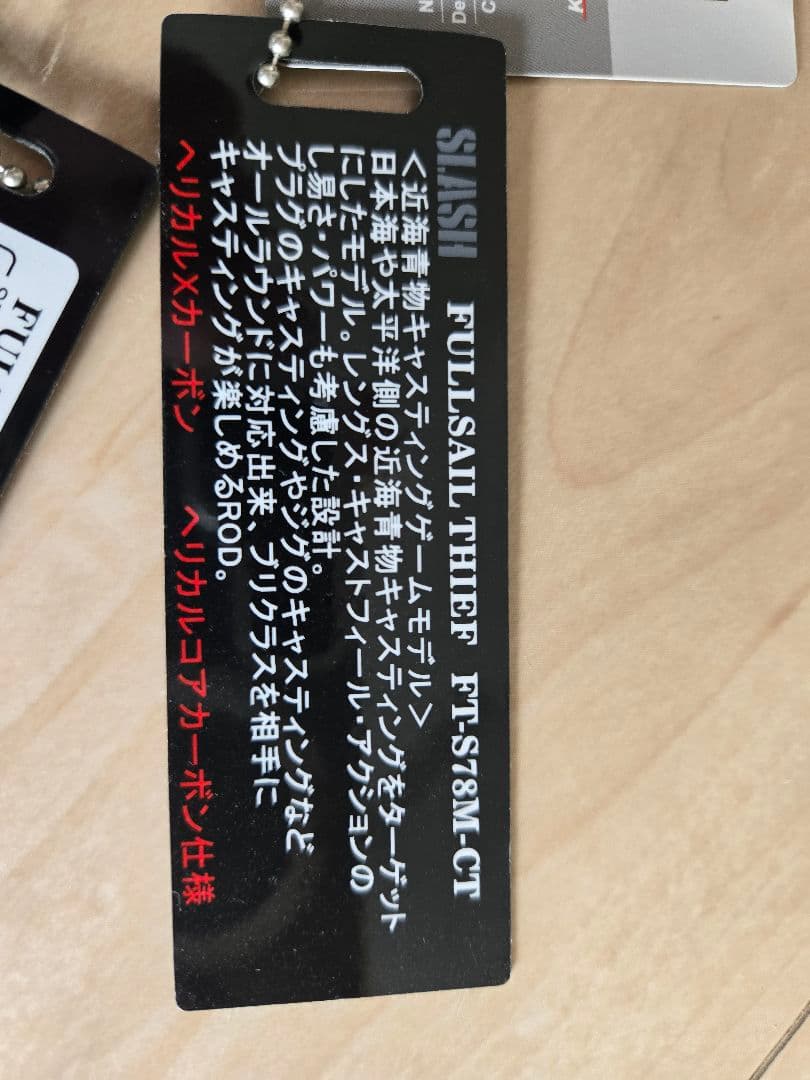 SLASH FULLSAIL THIEF FT-S78M-CT
<近海青物キャスティングゲームモデル>
日本海や太平洋側の近海青物キャスティングをターゲット
にしたモデル。レングス・キャストフィール・アクションの
し易さ・パワーも考慮した設計。
プラグのキャスティングやジグのキャスティングなど
オールラウンドに対応出来、ブリクラスを相手に
キャスティングが楽しめるROD。
ヘリカルXカーボン ヘリカルコアカーボン仕様